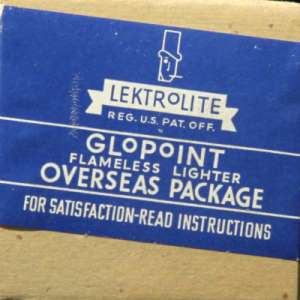 LEKTROLITE
REG. U.S. PAT. OFF.
GLOPOINT
FLAMELESS LIGHTER
OVERSEAS PACKAGE
FOR SATISFACTION-READ INSTRUCTIONS